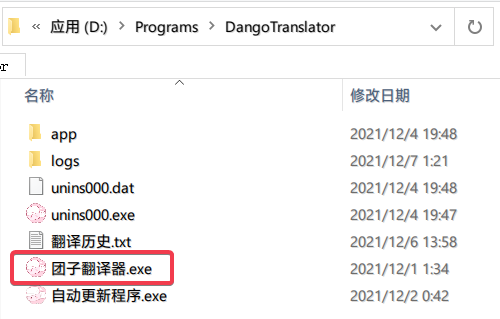 应用 (D:) Programs DangoTranslator
or
名称 修改日期
app 2021/12/4 19:48
logs 2021/12/7 1:21
unins000.dat 2021/12/4 19:48
unins000.exe 2021/12/4 19:47
翻译历史.txt 2021/12/6 13:58
团子翻译器.exe 2021/12/1 1:34
自动更新程序.exe 2021/12/2 0:42